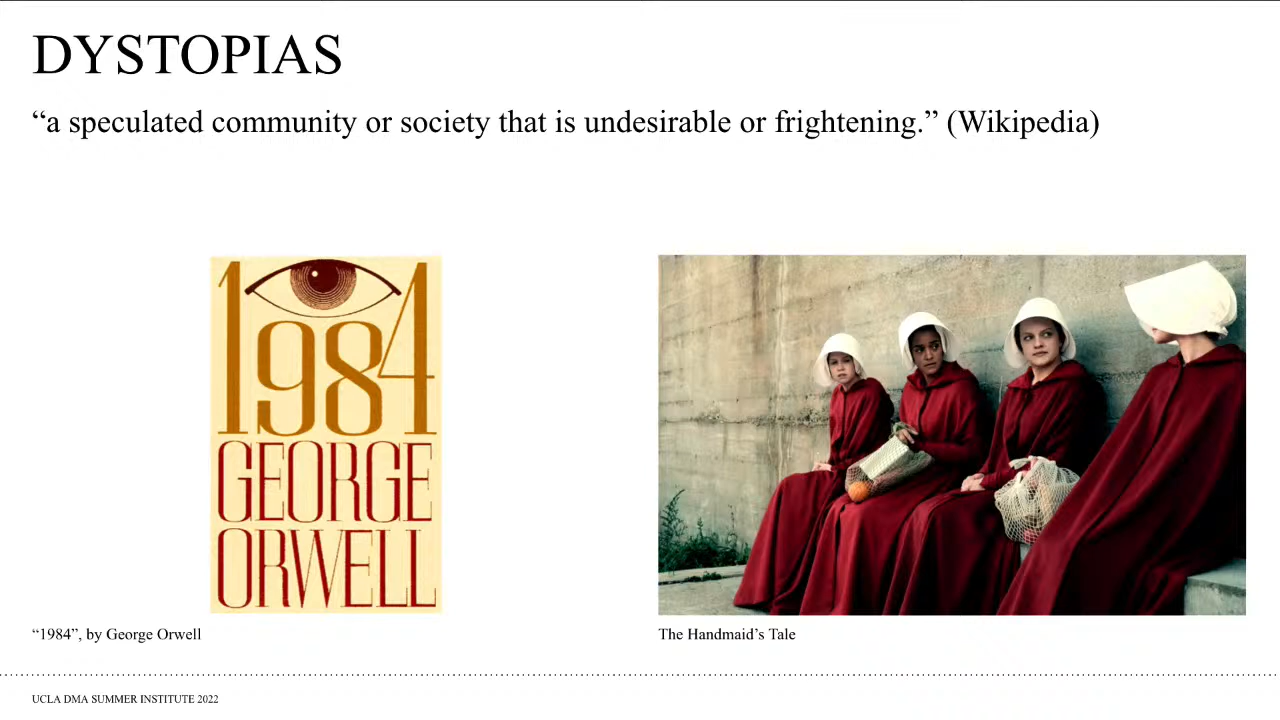 DYSTOPIAS
“a speculated community or society that is undesirable or frightening.” (Wikipedia)
1984
GEORGE
ORWELL
“1984”, by George Orwell
The Handmaid’s Tale
UCLA DMA SUMMER INSTITUTE 2022